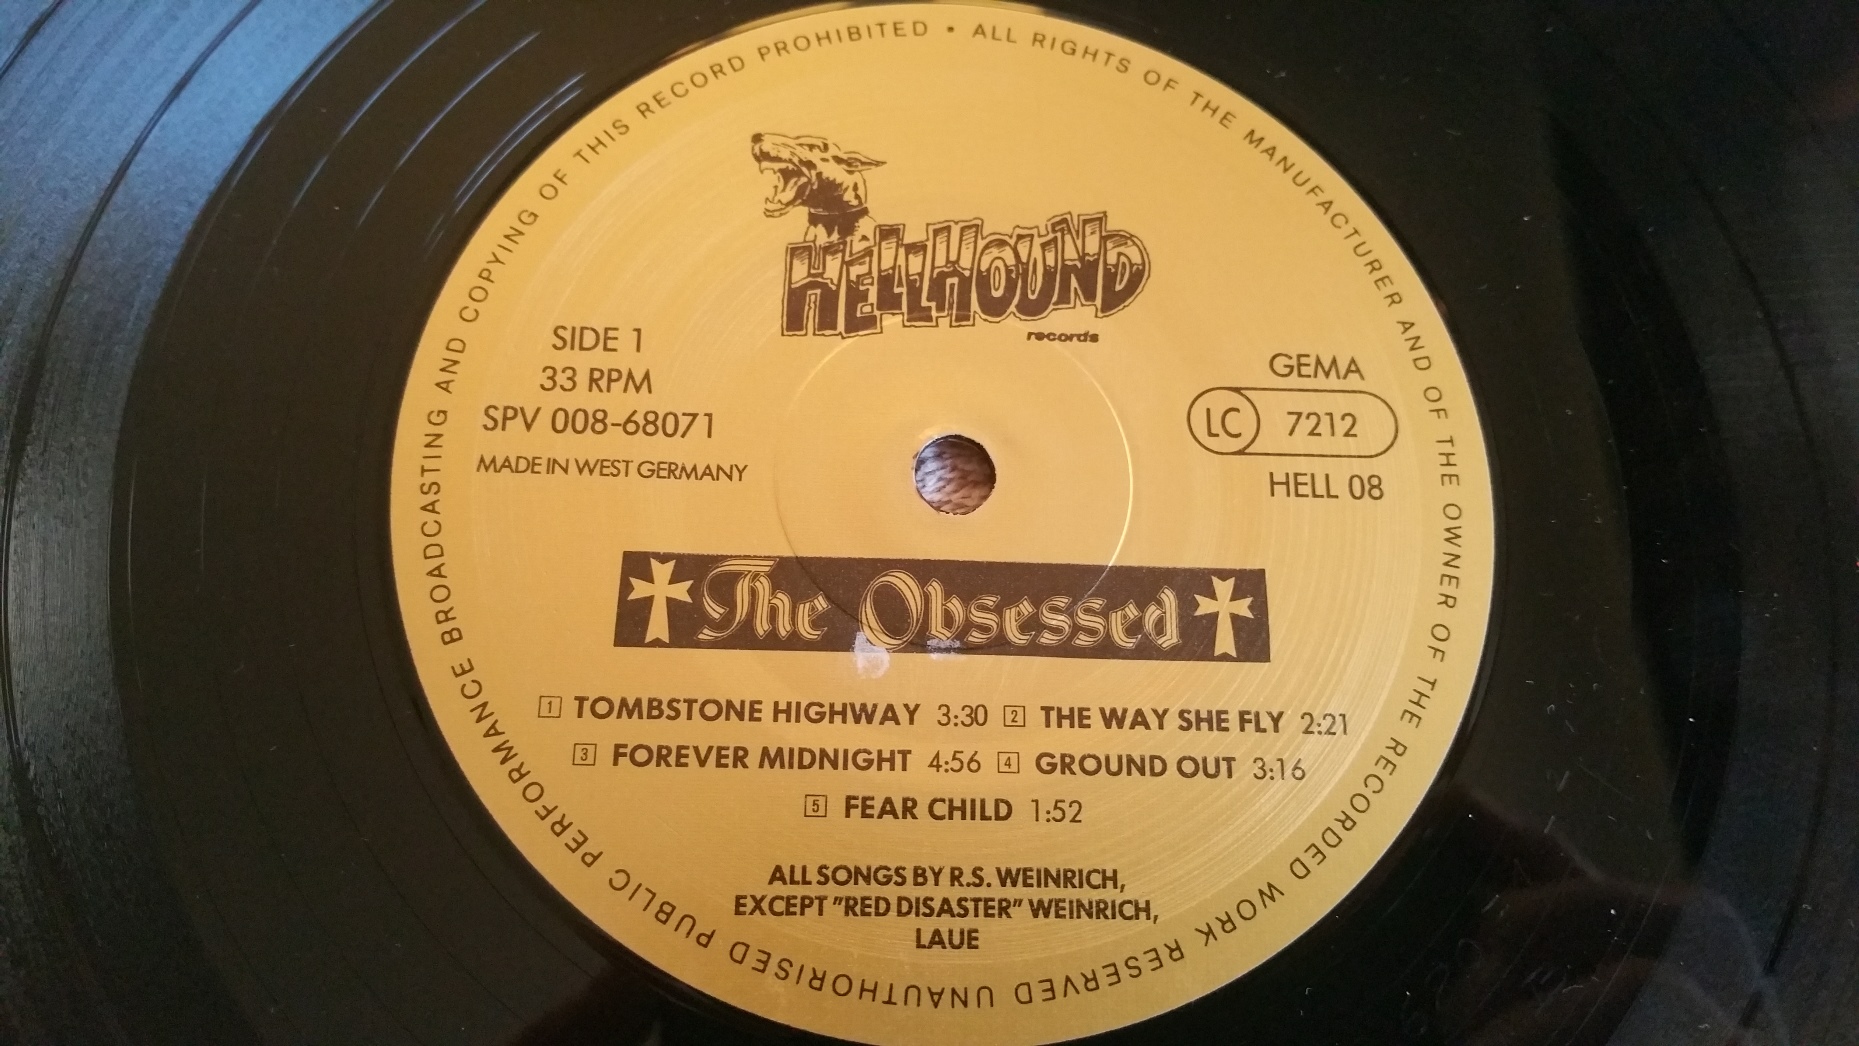 ALL RIGHTS OF THE MANUFACTURER AND OF THE OWNER OF THE RECORDED WORK RESERVED UNAUTHORISED PUBLIC PERFORMANCE BROADCASTING AND COPYING OF THIS RECORD PROHIBITED •
HELLHOUND
records
SIDE 1
33 RPM
SPV 008-68071
MADE IN WEST GERMANY
GEMA
LC 7212
HELL 08
The Obsessed
1 TOMBSTONE HIGHWAY 3:30 2 THE WAY SHE FLY 2:21
3 FOREVER MIDNIGHT 4:56 4 GROUND OUT 3:16
5 FEAR CHILD 1:52
ALL SONGS BY R.S. WEINRICH,
EXCEPT "RED DISASTER" WEINRICH,
LAUE